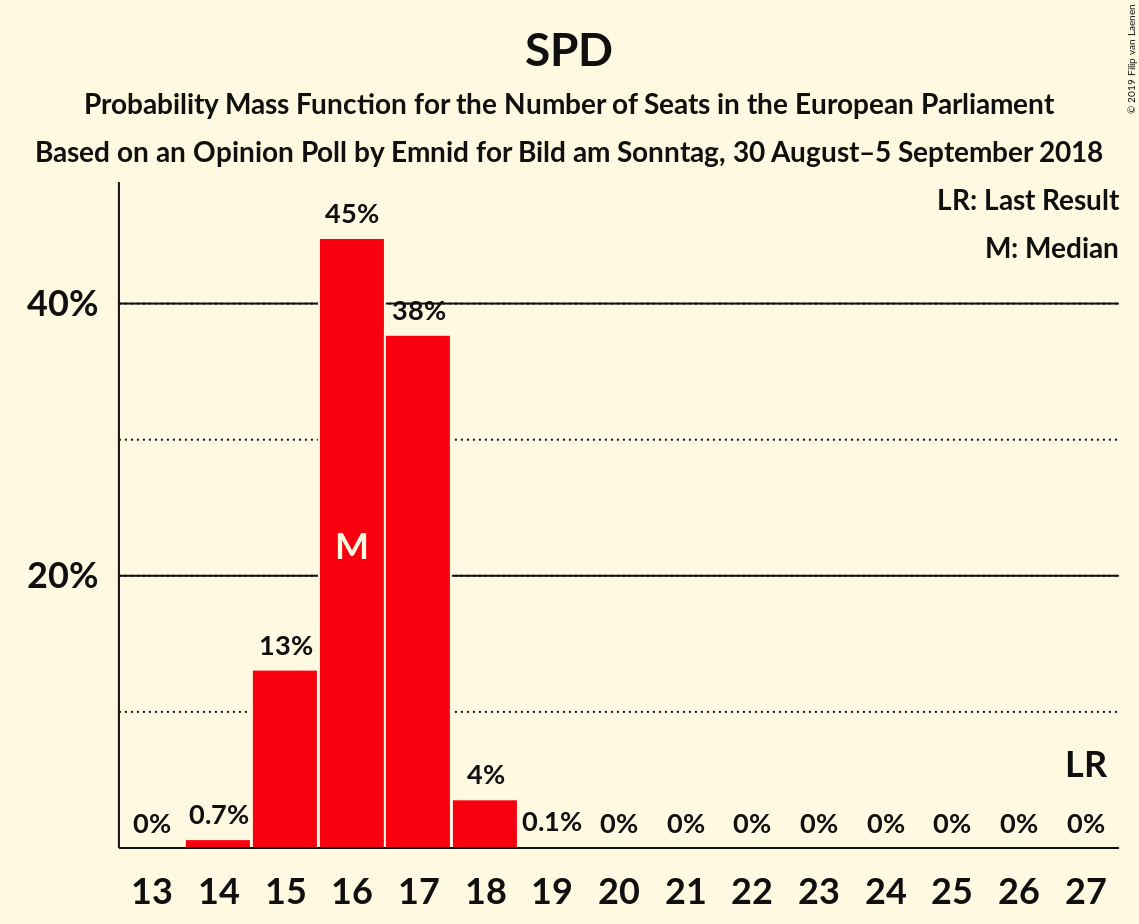 SPD
Probability Mass Function for the Number of Seats in the European Parliament
Based on an Opinion Poll by Emnid for Bild am Sonntag, 30 August–5 September 2018
© 2019 Filip van Laenen
LR: Last Result
M: Median
45%
40%
38%
M
20%
13%
LR
4%
0% 0.7% 0.1% 0% 0% 0% 0% 0% 0% 0% 0%
13 14 15 16 17 18 19 20 21 22 23 24 25 26 27